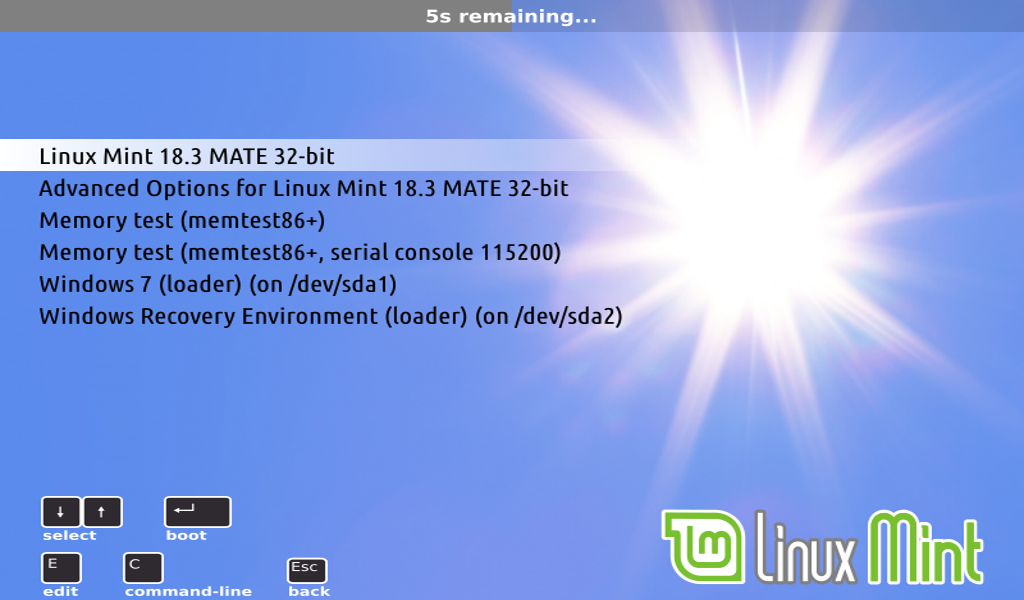 5s remaining...
Linux Mint 18.3 MATE 32-bit
Advanced Options for Linux Mint 18.3 MATE 32-bit
Memory test (memtest86+)
Memory test (memtest86+, serial console 115200)
Windows 7 (loader) (on /dev/sda1)
Windows Recovery Environment (loader) (on /dev/sda2)
↓ ↑ ↵
select boot
E C Esc
edit command-line back
Linux Mint